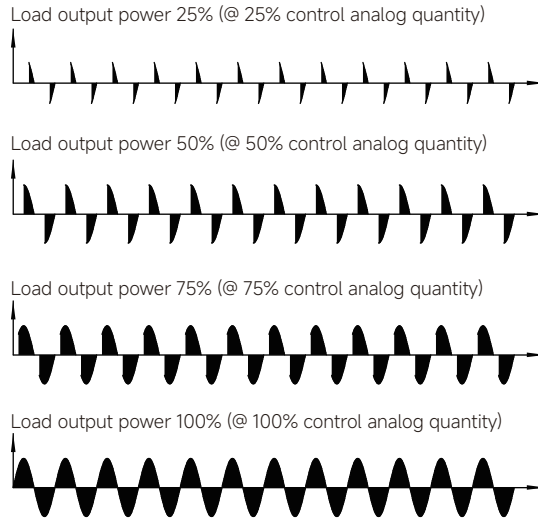 Load output power 25% (@ 25% control analog quantity)
Load output power 50% (@ 50% control analog quantity)
Load output power 75% (@ 75% control analog quantity)
Load output power 100% (@ 100% control analog quantity)